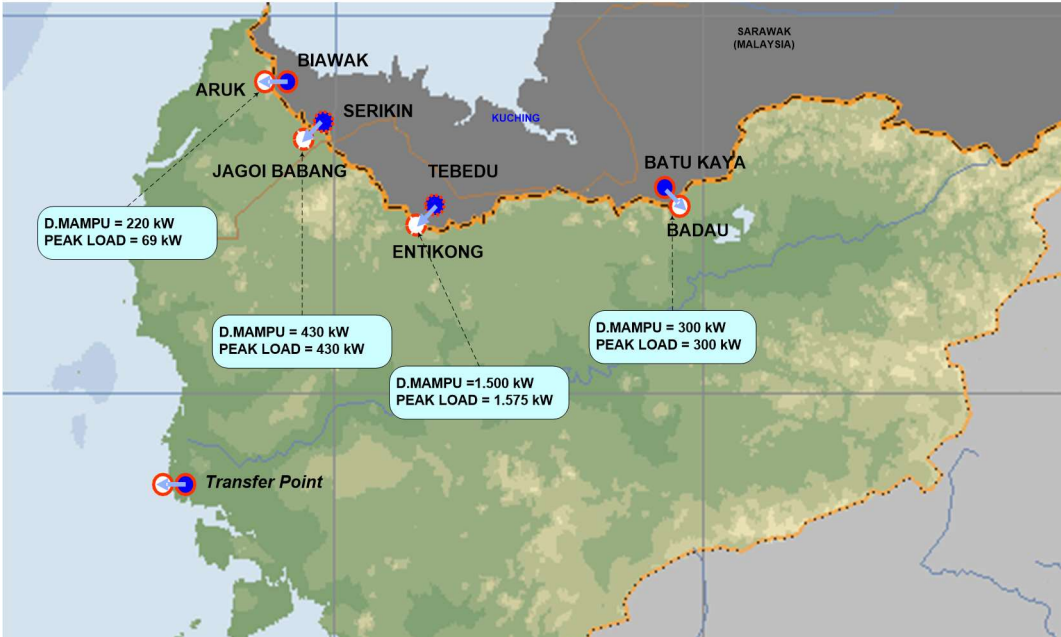 SARAWAK
(MALAYSIA)
BIAWAK
ARUK
SERIKIN
KUCHING
JAGOI BABANG
TEBEDU
BATU KAYA
ENTIKONG
BADAU
D.MAMPU = 220 kW
PEAK LOAD = 69 kW
D.MAMPU = 430 kW
PEAK LOAD = 430 kW
D.MAMPU =1.500 kW
PEAK LOAD = 1.575 kW
D.MAMPU = 300 kW
PEAK LOAD = 300 kW
Transfer Point